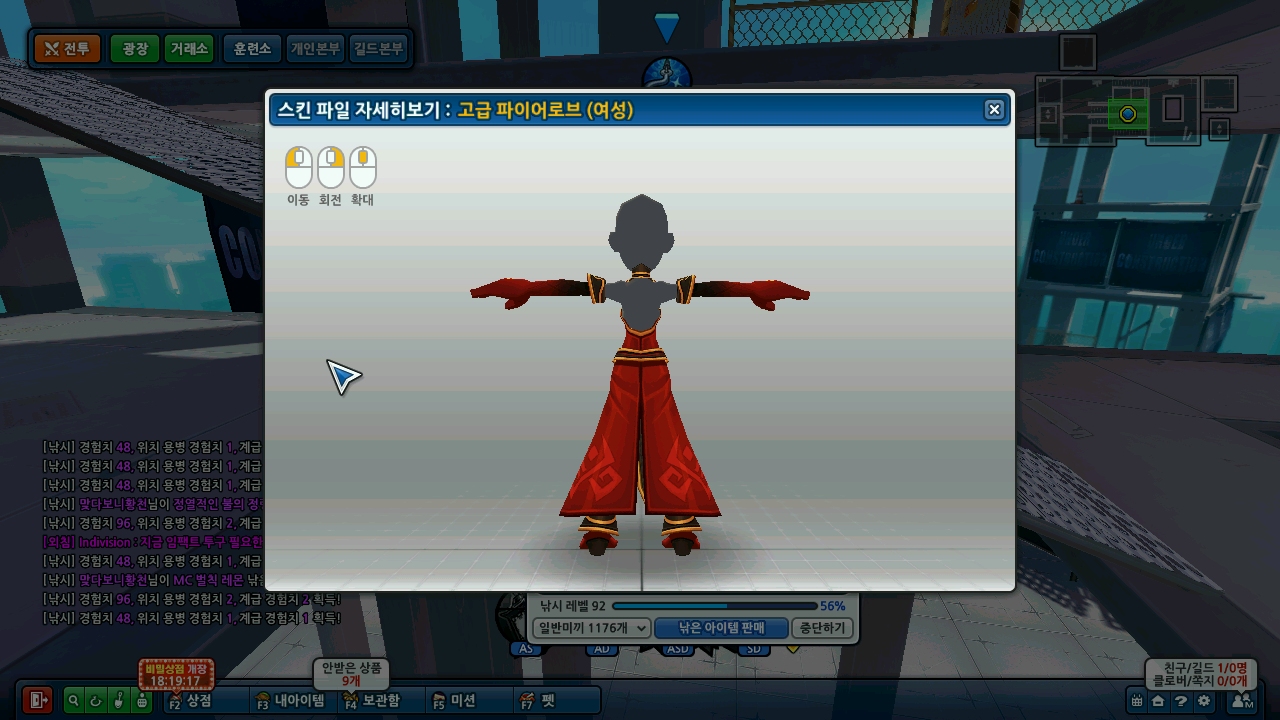 전투 광장 거래소 훈련소 개인본부 길드본부
스킨 파일 자세히보기 : 고급 파이어로브 (여성)
이동 회전 확대
CO
[낚시] 경험치 48, 위치 용병 경험치 1, 계급
[낚시] 경험치 48, 위치 용병 경험치 1, 계급
[낚시] 경험치 48, 위치 용병 경험치 1, 계급
[낚시] 맞다보니황천님이 정열적인 불의 정
[낚시] 경험치 96, 위치 용병 경험치 2, 계급
[외침] Indivision : 지금 임팩트 투구 필요한
[낚시] 경험치 48, 위치 용병 경험치 1, 계급
[낚시] 맞다보니황천님이 MC 벌칙 레몬 낚
[낚시] 경험치 96, 위치 용병 경험치 2, 계급 경험치 2 획득!
[낚시] 경험치 48, 위치 용병 경험치 1, 계급 경험치 1 획득!
낚시 레벨 92 56%
일반미끼 1176개 낚은 아이템 판매 중단하기
AS AD ASD SD
비밀상점 개장
18:19:17
안받은 상품
9개
친구/길드 1/0명
클로버/쪽지 0/0개
F2 상점 F3 내아이템 F4 보관함 F5 미션 F7 펫
M